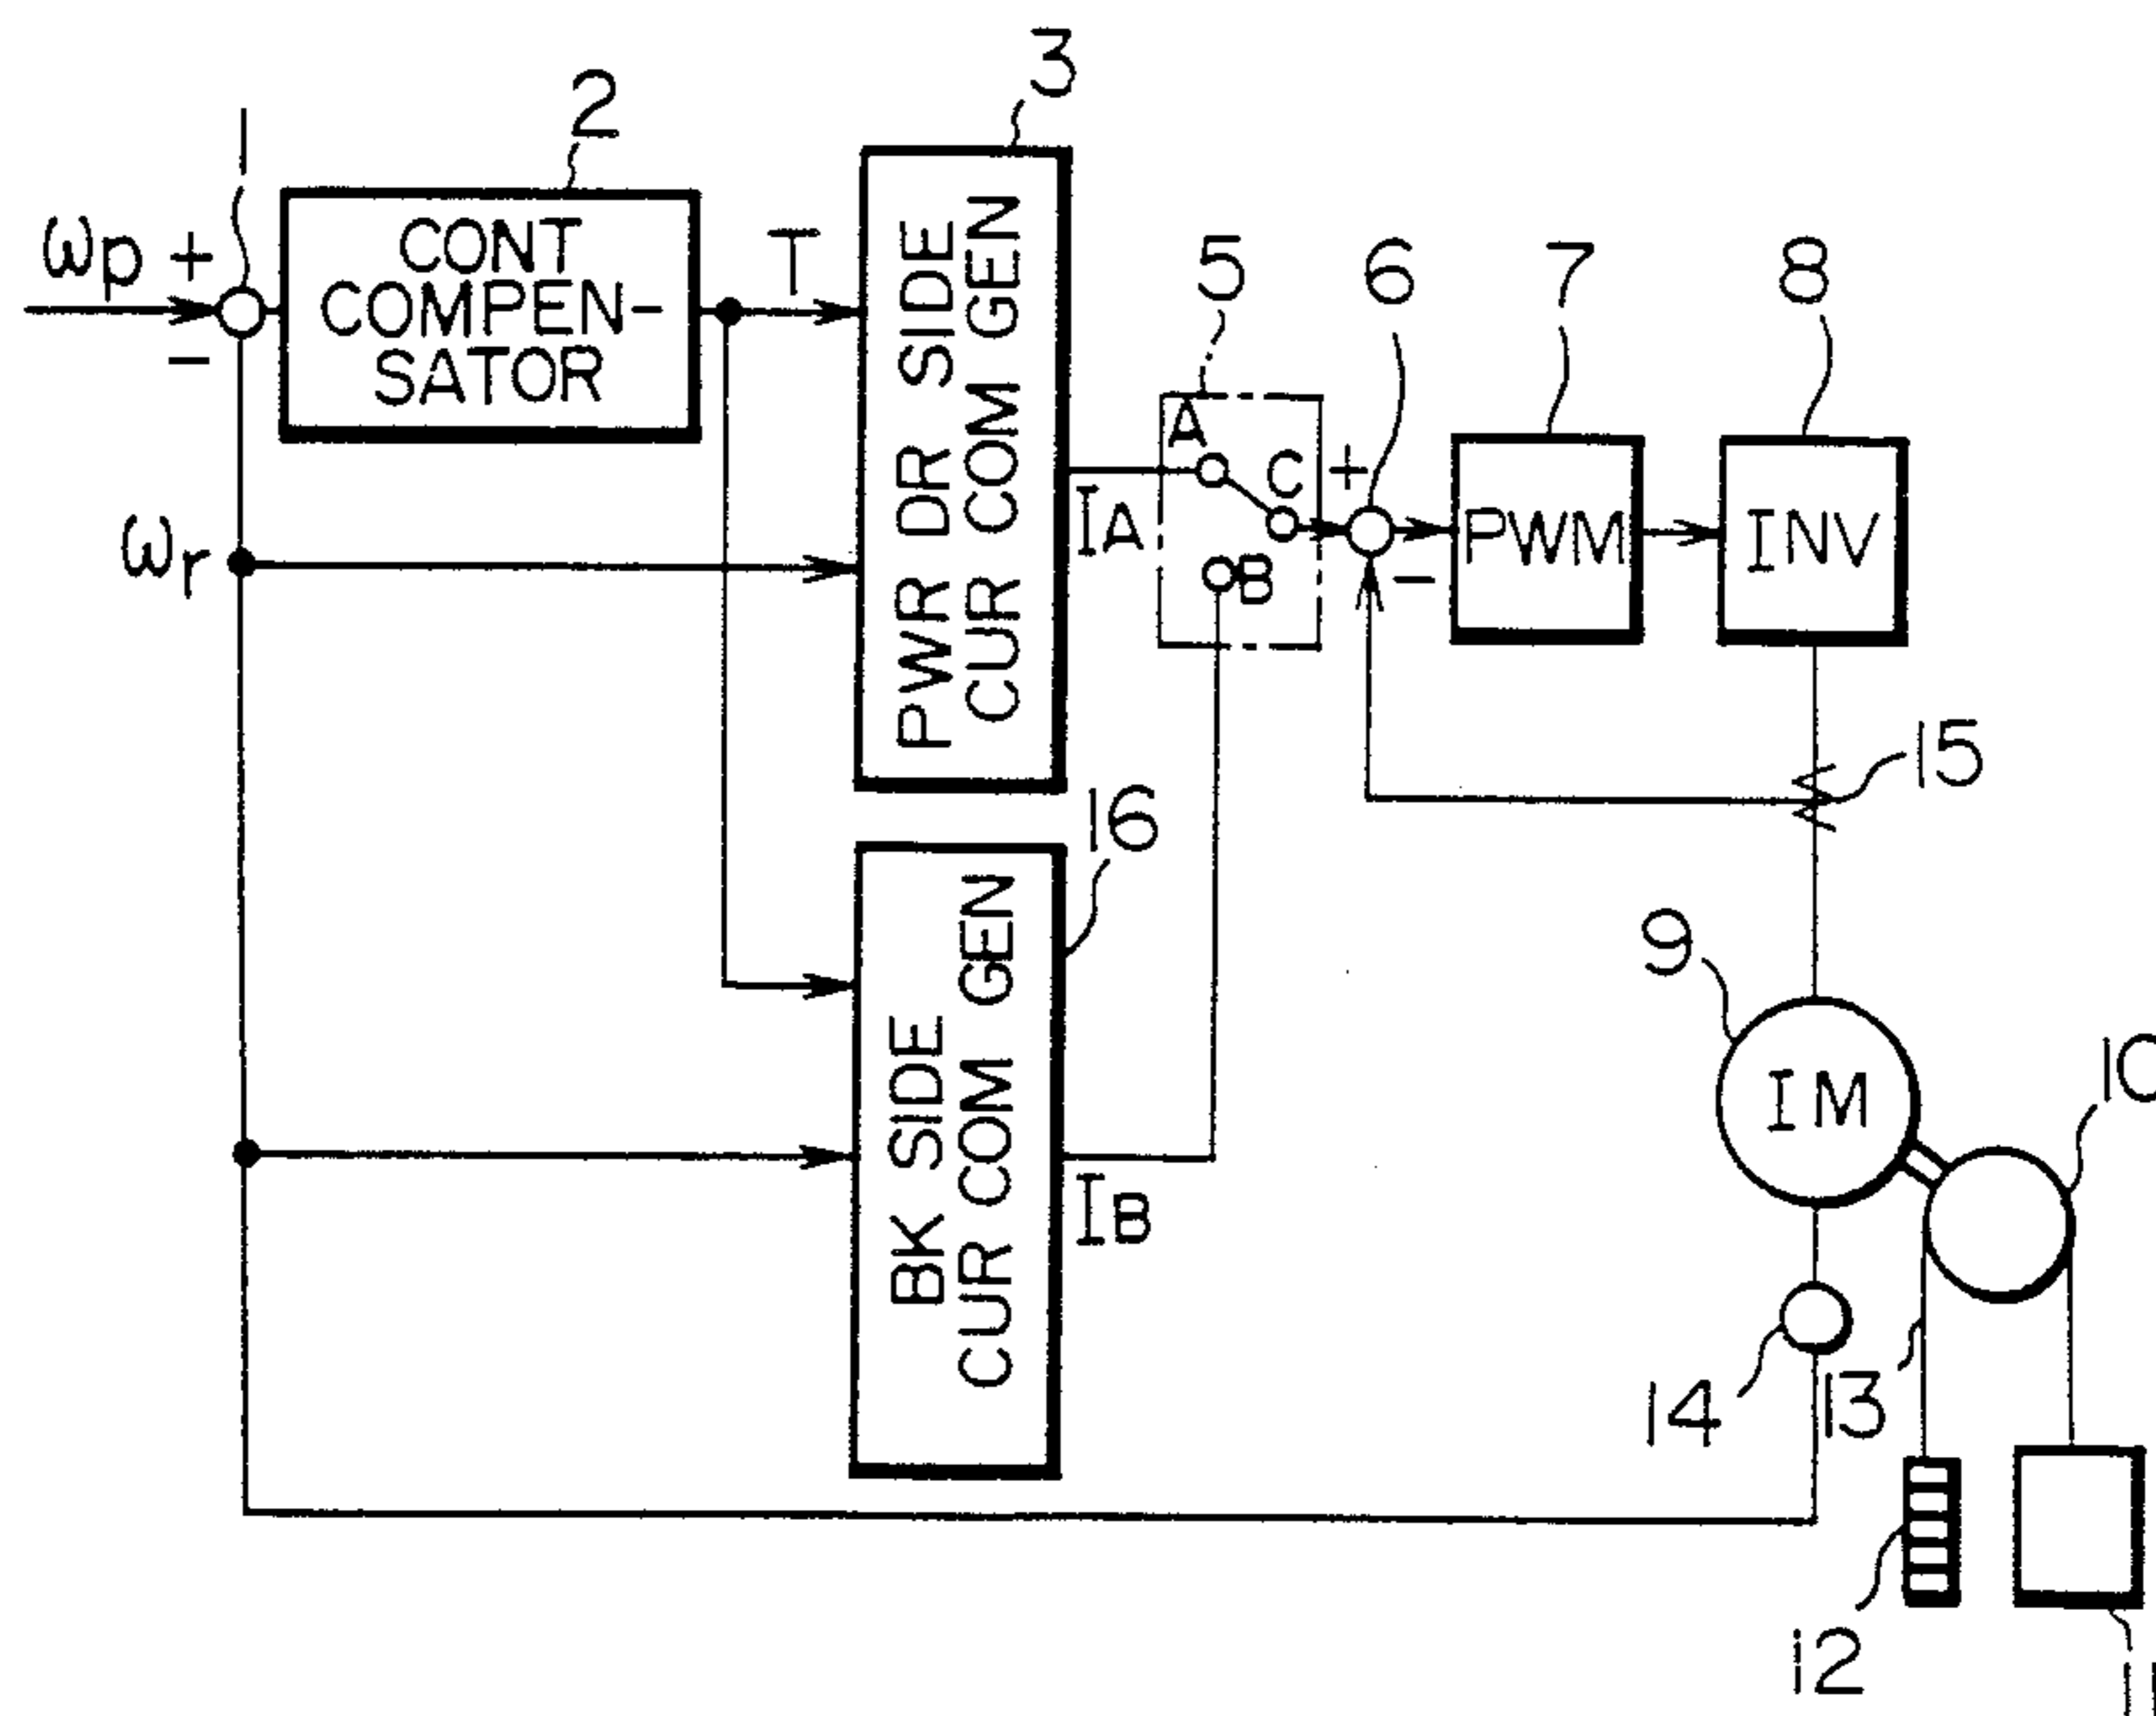 1
2
3
ωp +
−
CONT
COMPEN-
SATOR
T
PWR DR SIDE
CUR COM GEN
5
6
7
8
A
C
+
B
−
IA
PWM
INV
ωr
15
16
BK SIDE
CUR COM GEN
IB
9
IM
10
14
13
12
11